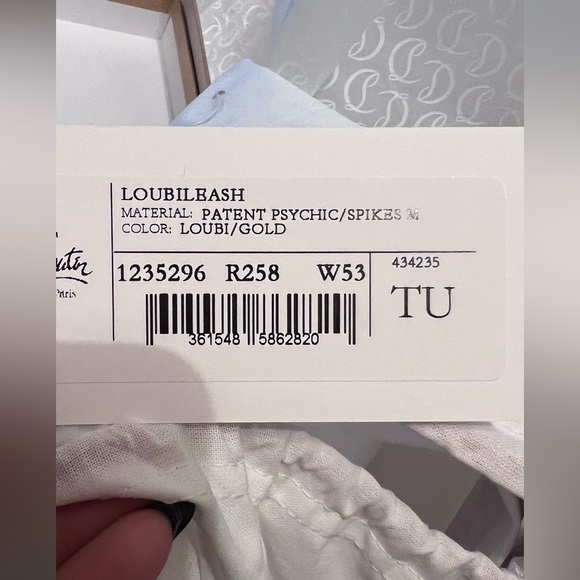 LOUBILEASH
MATERIAL: PATENT PSYCHIC/SPIKES M
COLOR: LOUBI/GOLD
Paris
1235296 R258 W53
434235
TU
361548 5862820